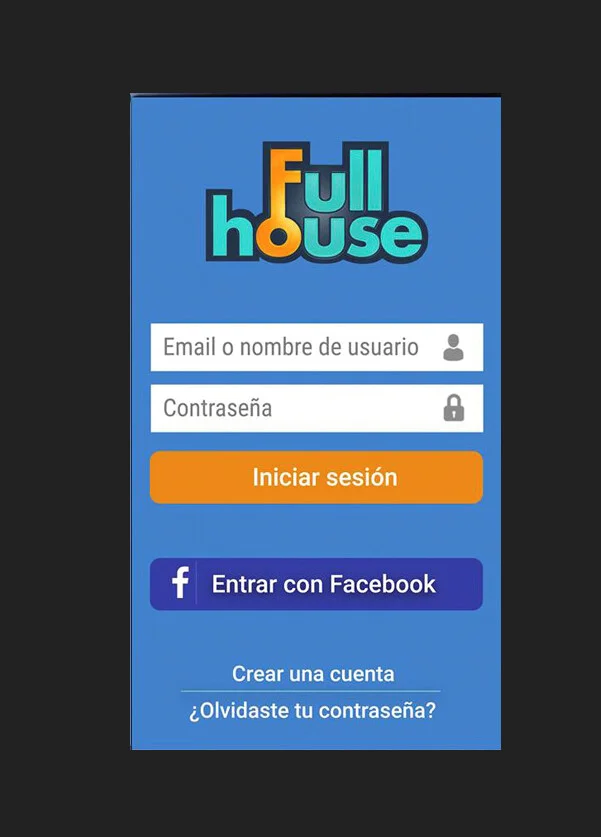 Full
house
Email o nombre de usuario
Contraseña
Iniciar sesión
f Entrar con Facebook
Crear una cuenta
¿Olvidaste tu contraseña?